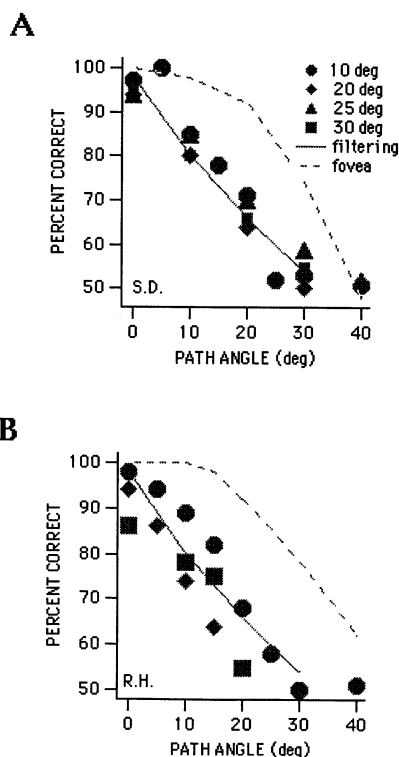 A
100
90
80
70
60
50
PERCENT CORRECT
10 deg
20 deg
25 deg
30 deg
filtering
fovea
S.D.
0 10 20 30 40
PATH ANGLE (deg)
B
100
90
80
70
60
50
PERCENT CORRECT
R.H.
0 10 20 30 40
PATH ANGLE (deg)